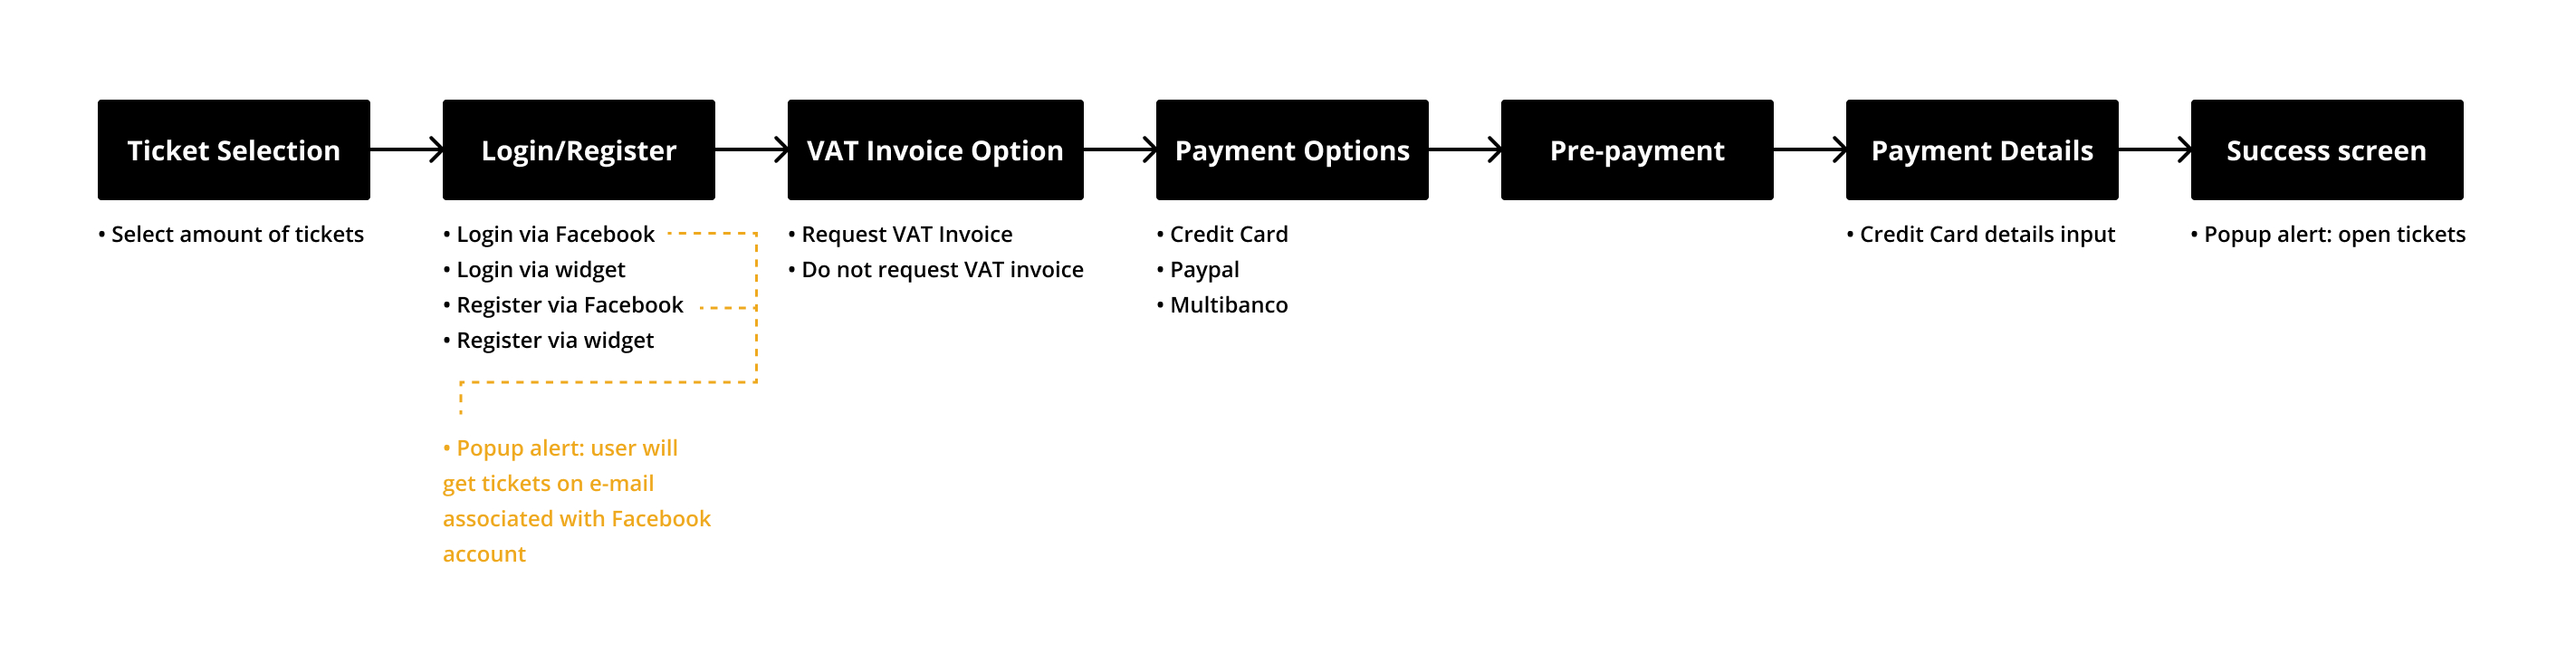 Ticket Selection
Login/Register
VAT Invoice Option
Payment Options
Pre-payment
Payment Details
Success screen
• Select amount of tickets
• Login via Facebook
• Login via widget
• Register via Facebook
• Register via widget
• Popup alert: user will
get tickets on e-mail
associated with Facebook
account
• Request VAT Invoice
• Do not request VAT invoice
• Credit Card
• Paypal
• Multibanco
• Credit Card details input
• Popup alert: open tickets